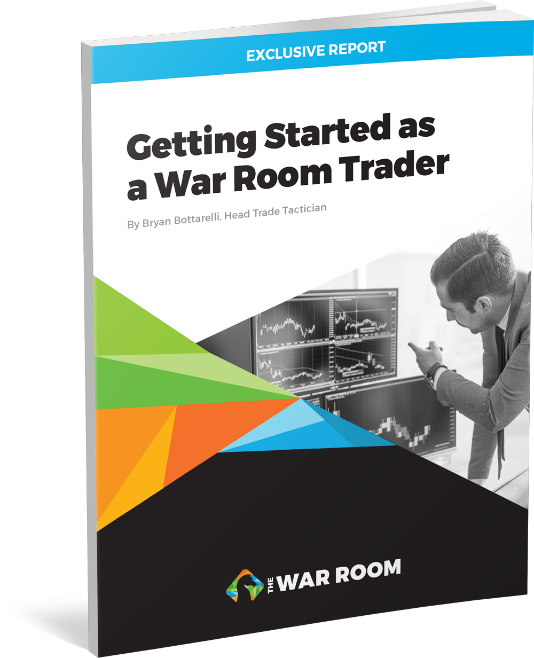 EXCLUSIVE REPORT
Getting Started as
a War Room Trader
By Bryan Bottarelli, Head Trade Tactician
THE WAR ROOM